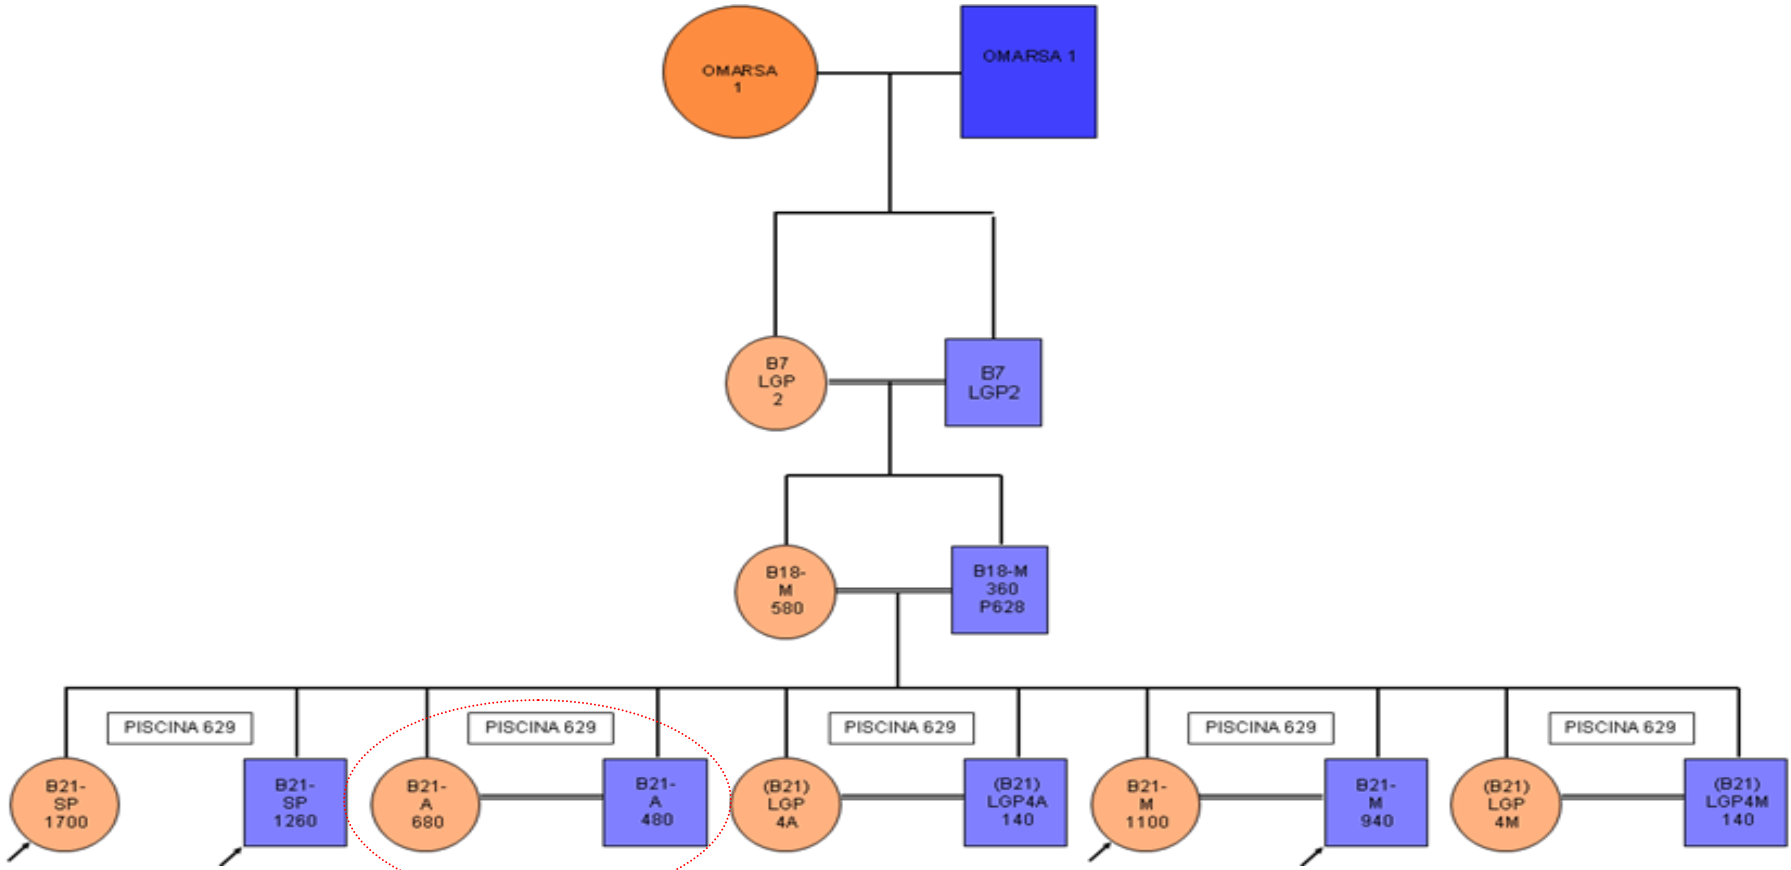 OMARSA
1
OMARSA 1
B7
LGP
2
B7
LGP2
B18-
M
580
B18-M
360
P628
PISCINA 629
PISCINA 629
PISCINA 629
PISCINA 629
PISCINA 629
B21-
SP
1700
B21-
SP
1260
B21-
A
680
B21-
A
480
(B21)
LGP
4A
(B21)
LGP4A
140
B21-
M
1100
B21-
M
940
(B21)
LGP
4M
(B21)
LGP4M
140